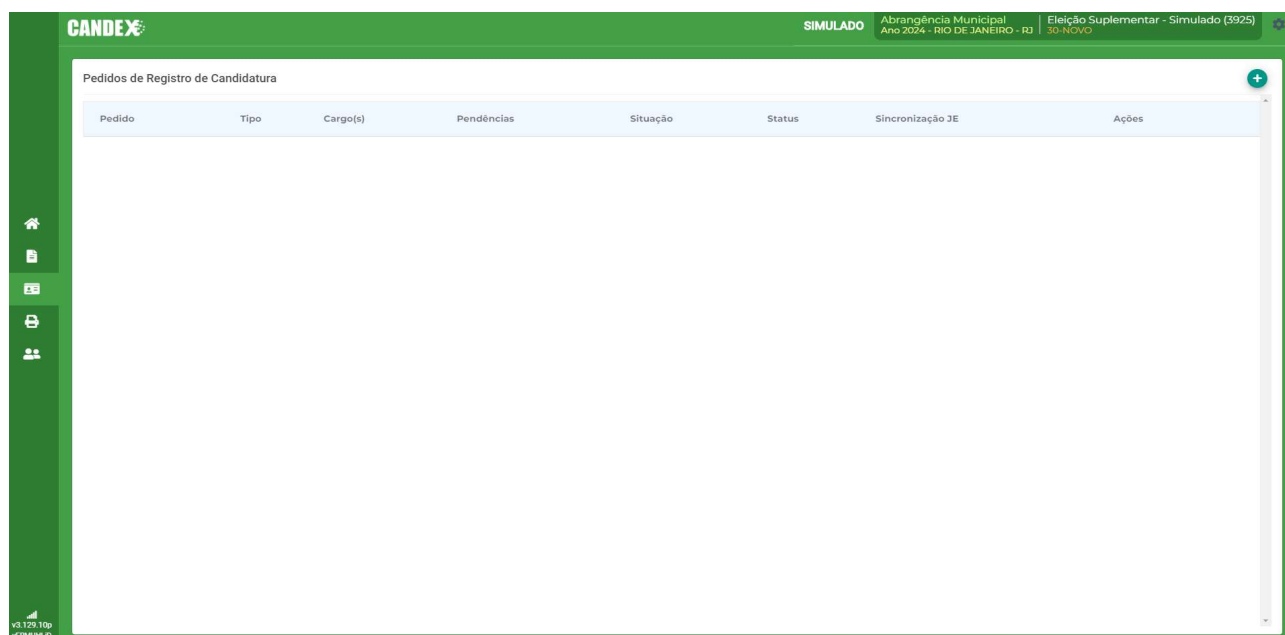 CANDEX
SIMULADO
Abrangência Municipal
Ano 2024 - RIO DE JANEIRO - RJ
Eleição Suplementar - Simulado (3925)
30-NOVO
Pedidos de Registro de Candidatura
Pedido Tipo Cargo(s) Pendências Situação Status Sincronização JE Ações
v3.129.10p